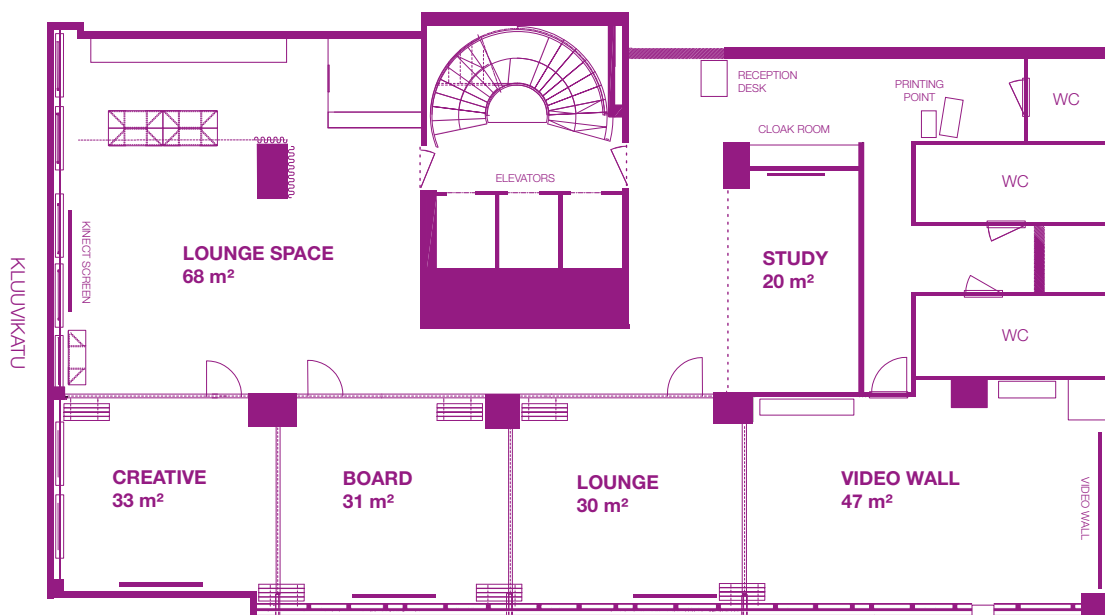 RECEPTION
DESK
PRINTING
POINT
WC
CLOAK ROOM
ELEVATORS
WC
KINECT SCREEN
LOUNGE SPACE
68 m²
STUDY
20 m²
KLUUVIKATU
WC
CREATIVE
33 m²
BOARD
31 m²
LOUNGE
30 m²
VIDEO WALL
47 m²
VIDEO WALL